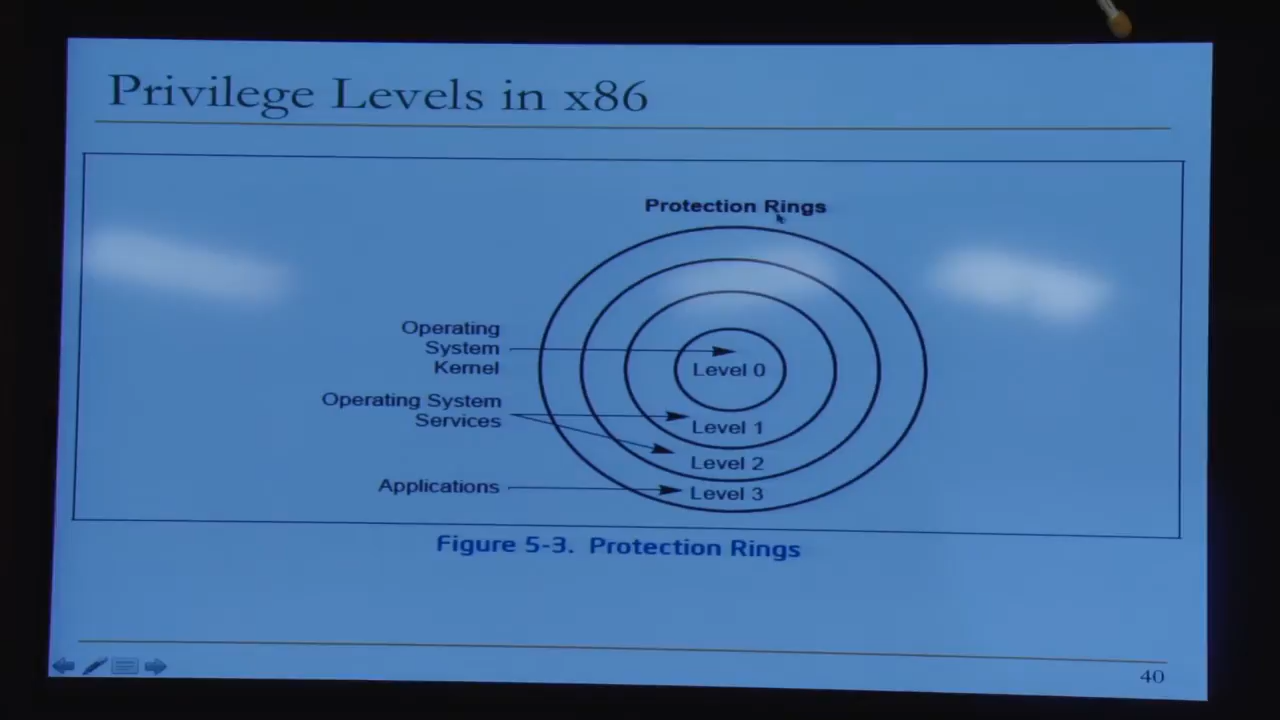 Privilege Levels in x86
Protection Rings
Operating
System
Kernel
Level 0
Operating System
Services
Level 1
Level 2
Applications
Level 3
Figure 5-3. Protection Rings
40